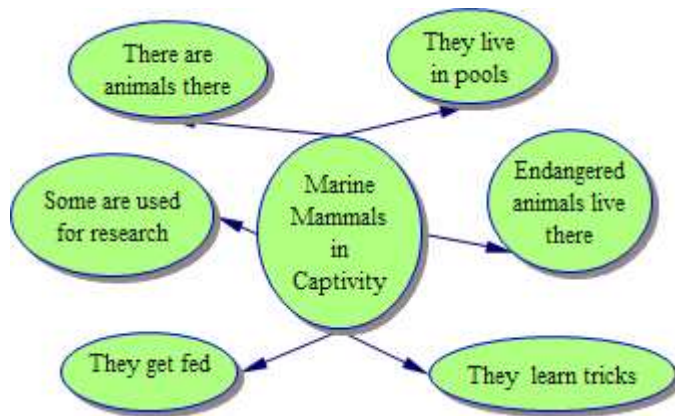 There are
animals there
They live
in pools
Some are used
for research
Marine
Mammals
in
Captivity
Endangered
animals live
there
They get fed
They learn tricks